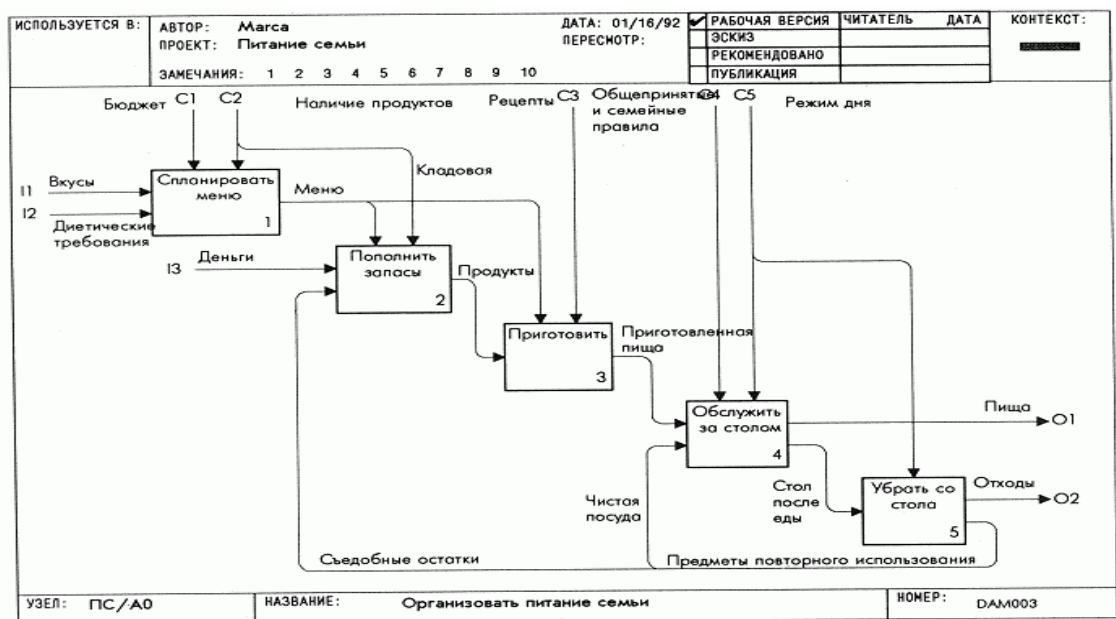 ИСПОЛЬЗУЕТСЯ В:
АВТОР: Marca
ДАТА: 01/16/92
РАБОЧАЯ ВЕРСИЯ
ЧИТАТЕЛЬ ДАТА
КОНТЕКСТ:
ПРОЕКТ: Питание семьи
ПЕРЕСМОТР:
ЭСКИЗ
РЕКОМЕНДОВАНО
ЗАМЕЧАНИЯ: 1 2 3 4 5 6 7 8 9 10
ПУБЛИКАЦИЯ
Бюджет C1 C2
Наличие продуктов
Рецепты C3
Общепринятые
и семейные
правила
C4 C5
Режим дня
Кладовая
I1 Вкусы
I2
Диетические
требования
Спланировать
меню
1
Меню
I3 Деньги
Пополнить
запасы
2
Продукты
Приготовить
3
Приготовленная
пища
Обслужить
за столом
4
Пища
O1
Чистая
посуда
Стол
после
еды
Убрать со
стола
5
Отходы
O2
Съедобные остатки
Предметы повторного использования
УЗЕЛ: ПС/A0
НАЗВАНИЕ: Организовать питание семьи
НОМЕР: DAM003